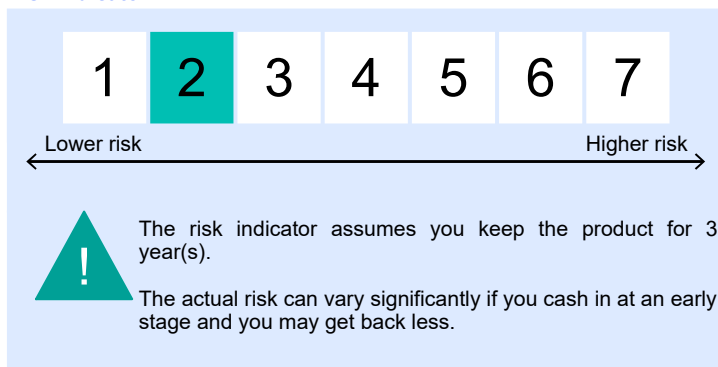 1 2 3 4 5 6 7
Lower risk Higher risk
The risk indicator assumes you keep the product for 3
year(s).
!
The actual risk can vary significantly if you cash in at an early
stage and you may get back less.